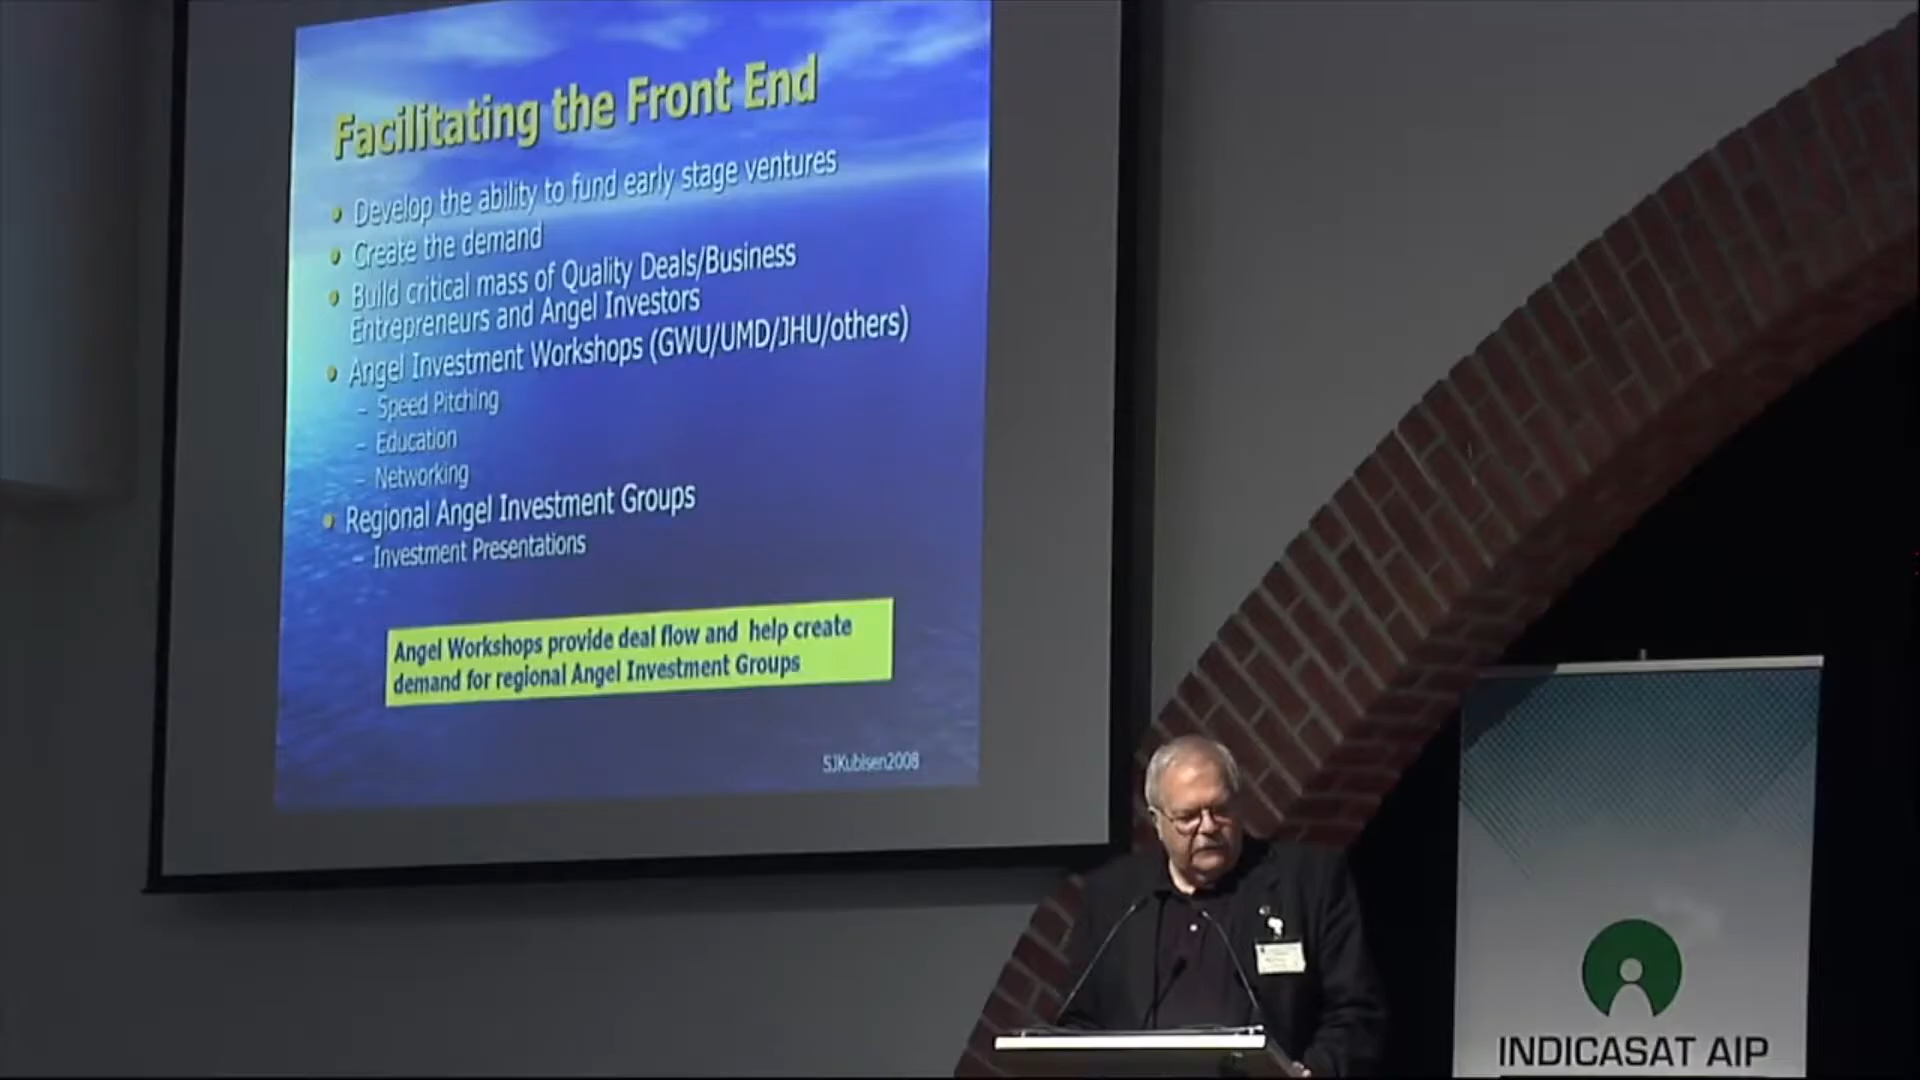 Facilitating the Front End
• Develop the ability to fund early stage ventures
• Create the demand
• Build critical mass of Quality Deals/Business
Entrepreneurs and Angel Investors
• Angel Investment Workshops (GWU/UMD/JHU/others)
– Speed Pitching
– Education
– Networking
• Regional Angel Investment Groups
– Investment Presentations
Angel Workshops provide deal flow and help create
demand for regional Angel Investment Groups
SJKubisen2008
INDICASAT AIP